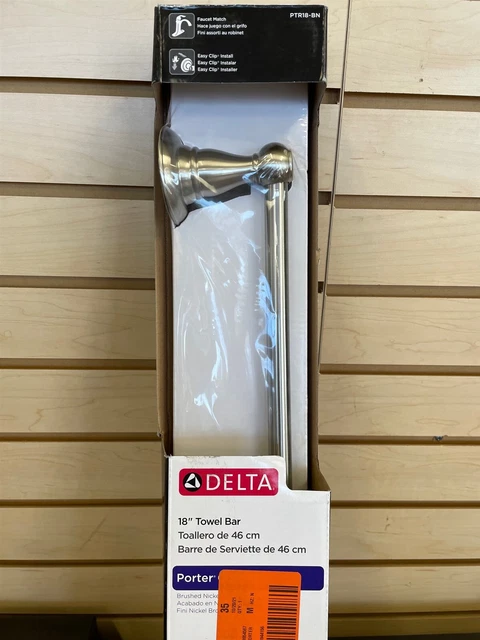 PTR18-BN
Faucet Match
Hace juego con el grifo
Fini assorti au robinet
Easy Clip® Install
Easy Clip® Instalar
Easy Clip® Installer
DELTA
18" Towel Bar
Toallero de 46 cm
Barre de Serviette de 46 cm
Porter
Brushed Nicke
Acabado en N
Fini Nickel Bro
35
M